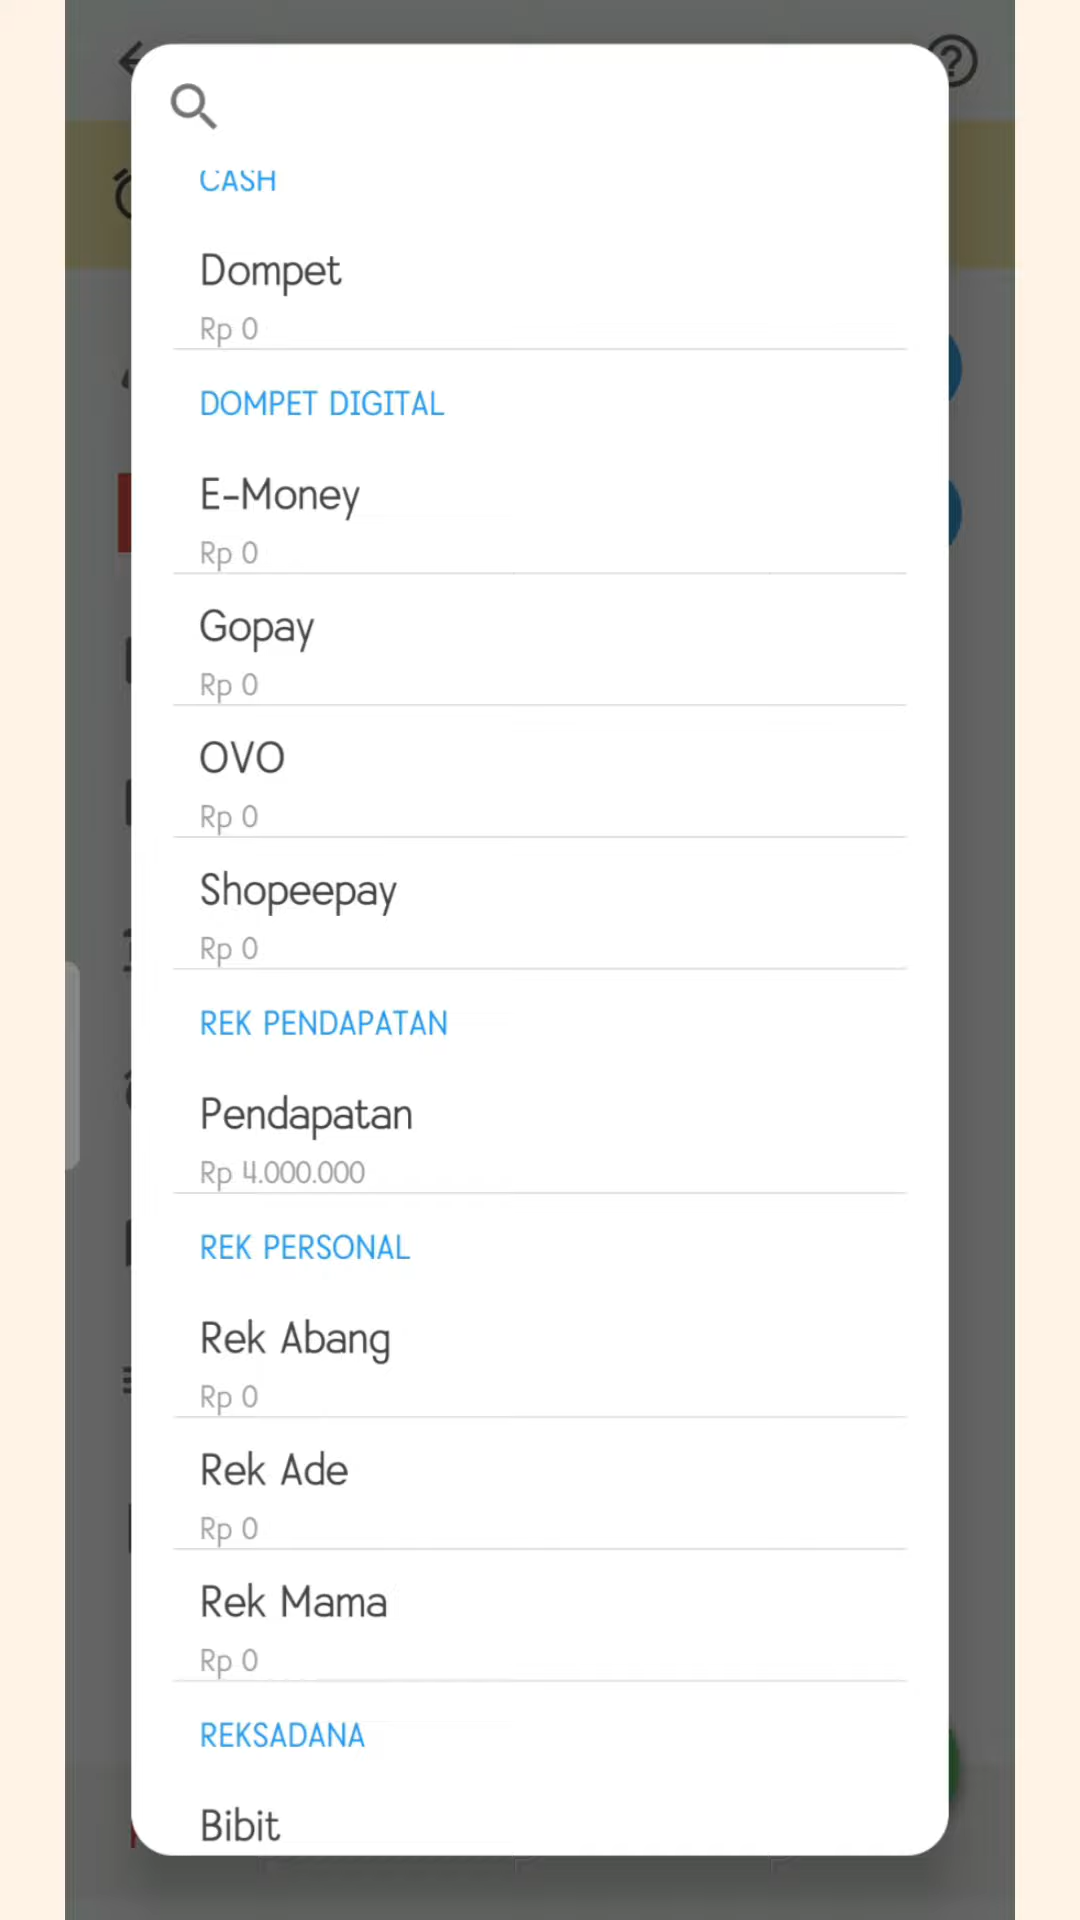 CASH
Dompet
Rp 0
DOMPET DIGITAL
E-Money
Rp 0
Gopay
Rp 0
OVO
Rp 0
Shopeepay
Rp 0
REK PENDAPATAN
Pendapatan
Rp 4.000.000
REK PERSONAL
Rek Abang
Rp 0
Rek Ade
Rp 0
Rek Mama
Rp 0
REKSADANA
Bibit